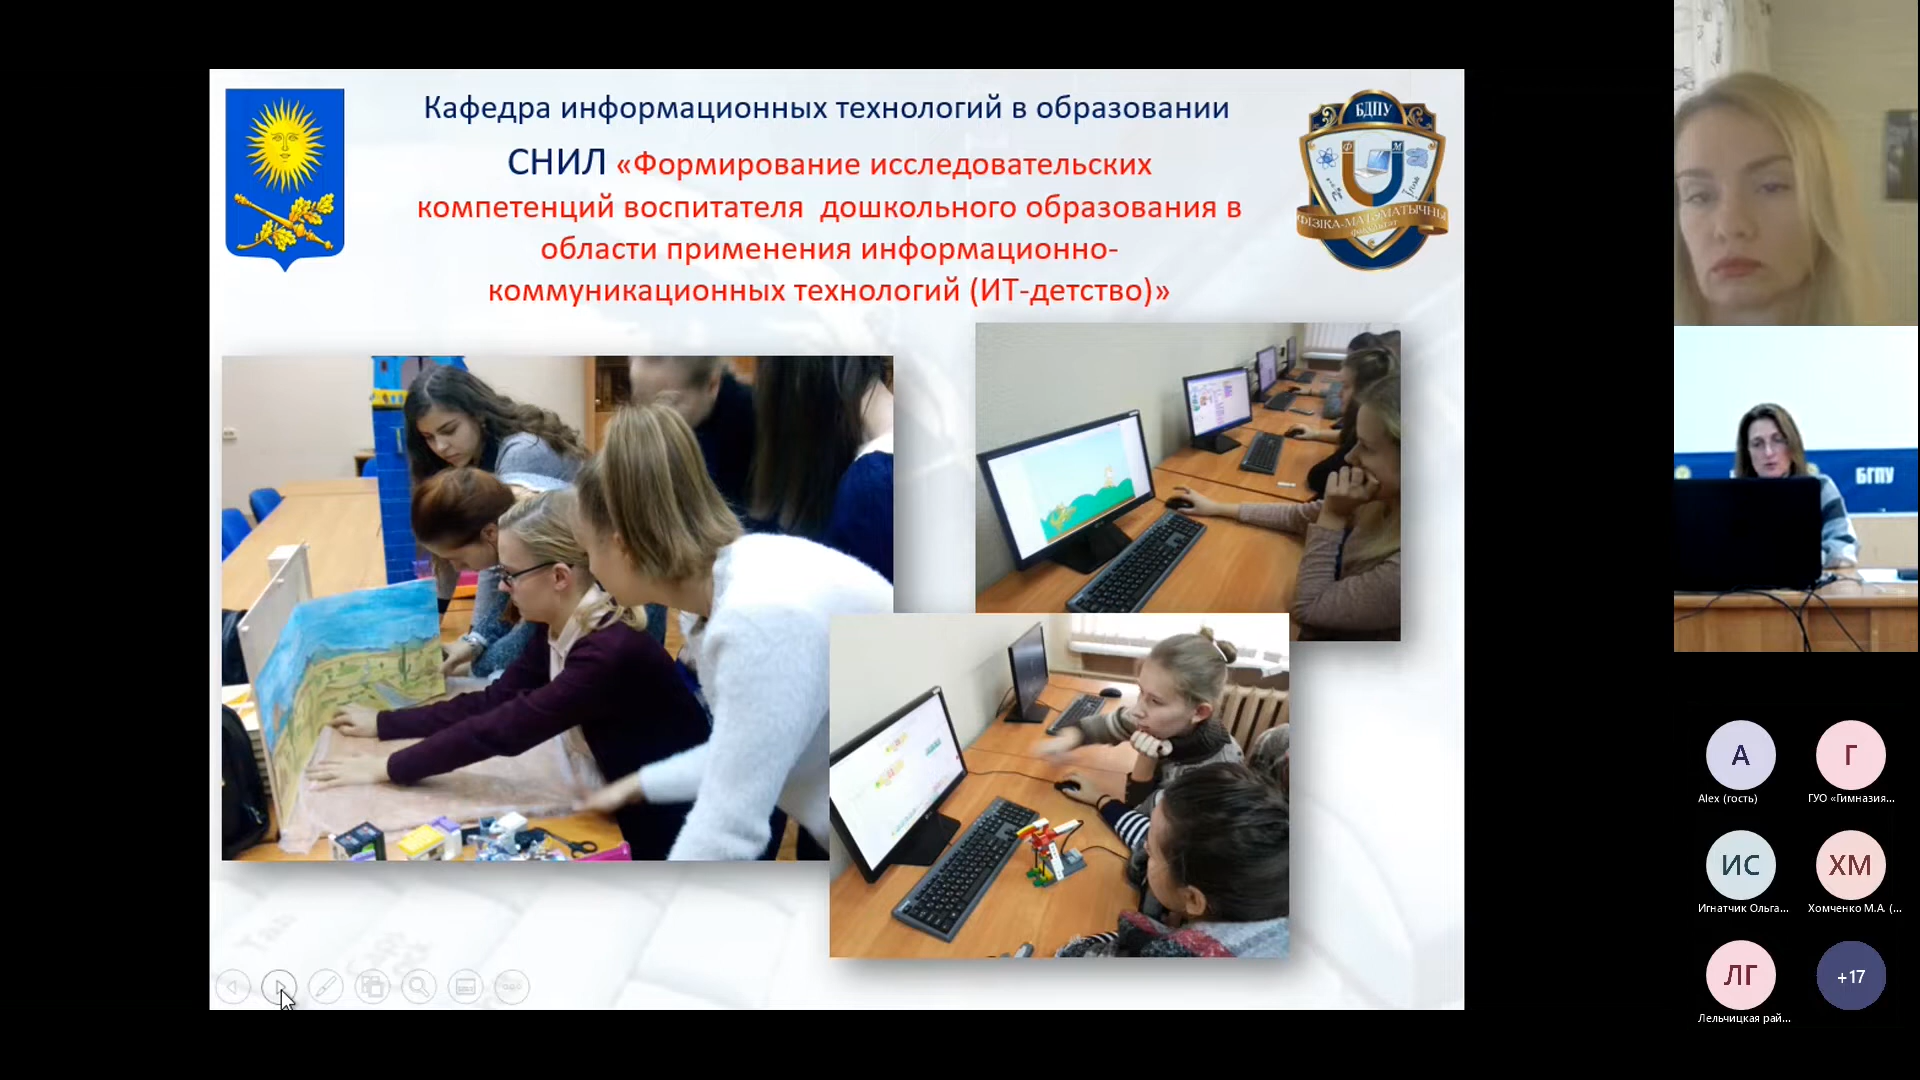 Кафедра информационных технологий в образовании
СНИЛ «Формирование исследовательских
компетенций воспитателя дошкольного образования в
области применения информационно-
коммуникационных технологий (ИТ-детство)»
БДПУ
Ф М
ФІЗІКА-МАТЭМАТЫЧНЫ
факультэт
БГПУ
А
Alex (гость)
Г
ГУО «Гимназия...
ИС
Игнатчик Ольга...
ХМ
Хомченко М.А. (...
ЛГ
Лельчицкая рай...
+17